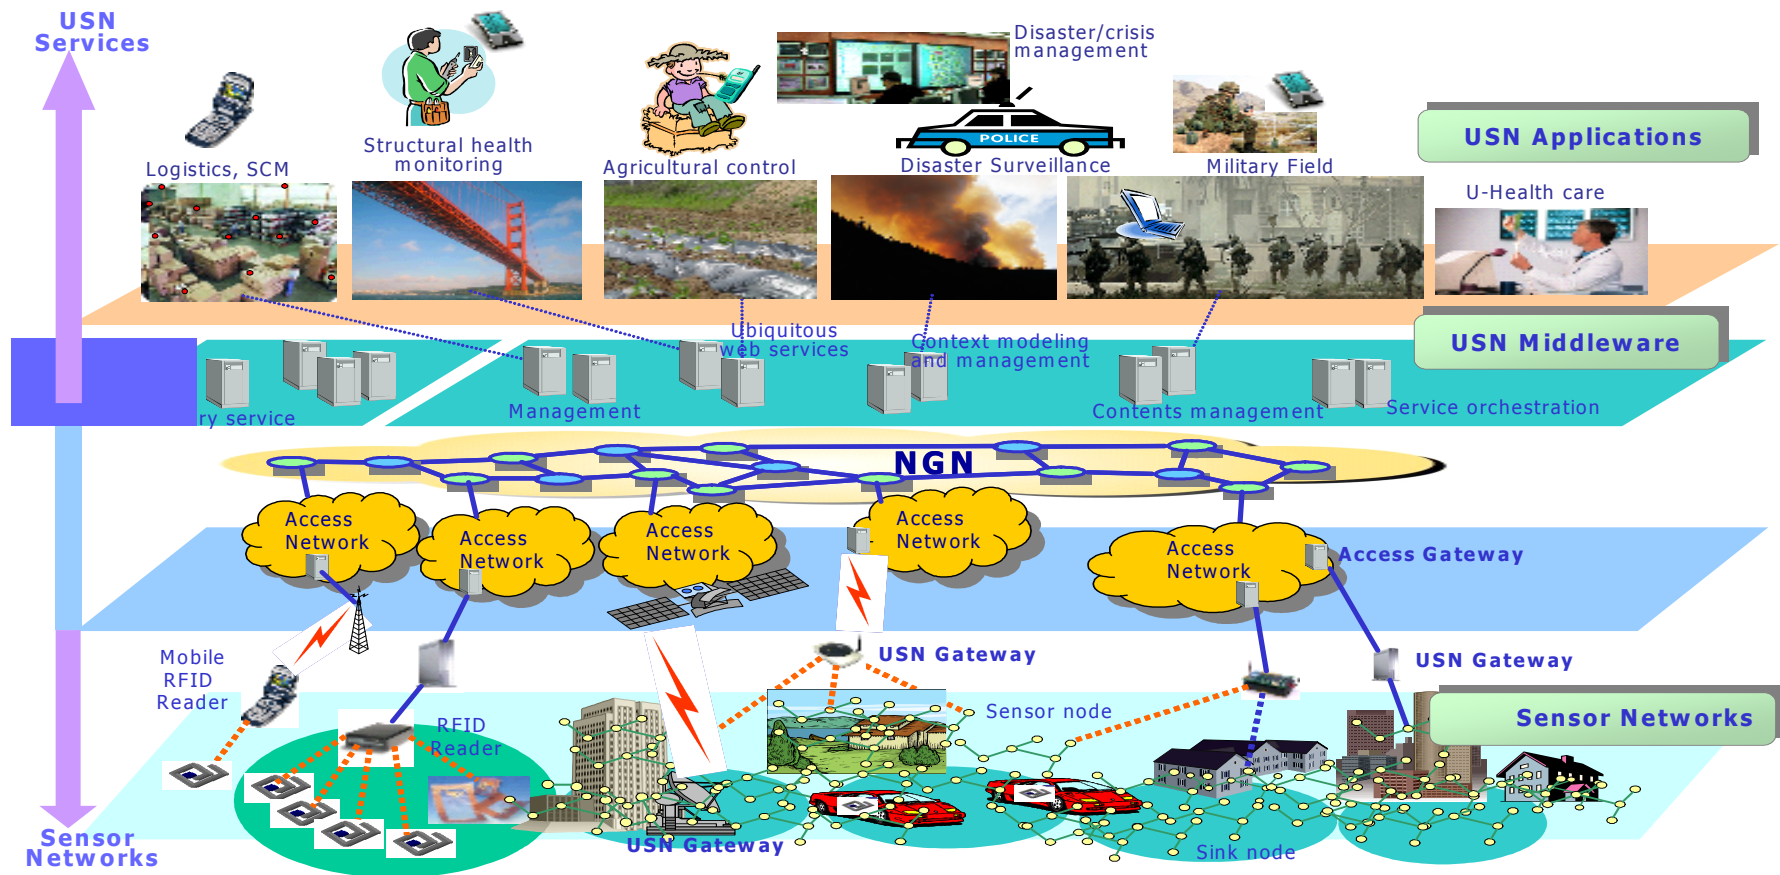 USN
Services
Disaster/crisis
management
POLICE
USN Applications
Structural health
monitoring
Logistics, SCM
Agricultural control
Disaster Surveillance
Military Field
U-Health care
Ubiquitous
web services
Context modeling
and management
USN Middleware
ry service
Management
Contents management
Service orchestration
NGN
Access
Network
Access
Network
Access
Network
Access
Network
Access
Network
Access Gateway
Mobile
RFID
Reader
USN Gateway
USN Gateway
RFID
Reader
Sensor node
Sensor Networks
USN Gateway
Sink node
Sensor
Networks